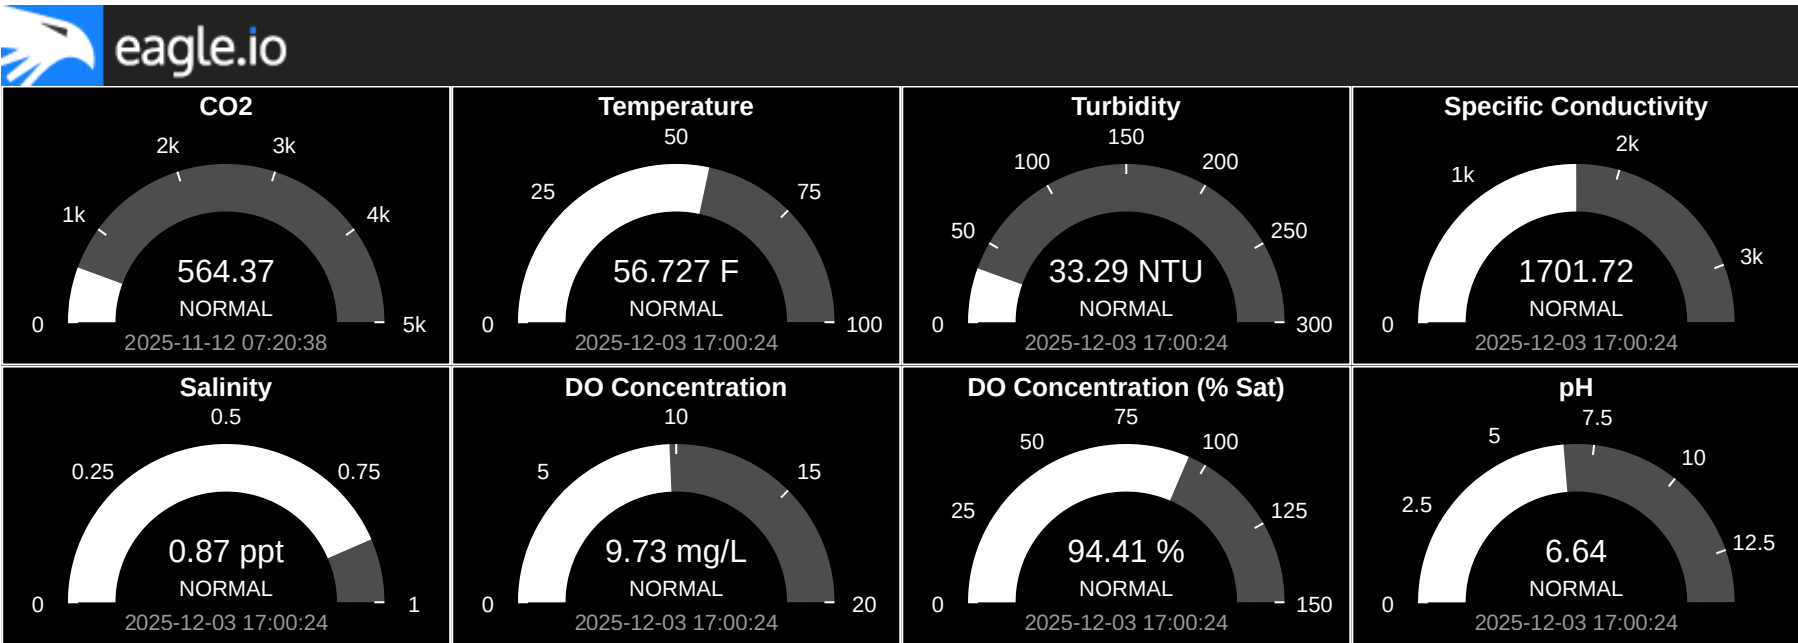 eagle.io
CO2
0
1k
2k
3k
4k
5k
564.37
NORMAL
2025-11-12 07:20:38
Temperature
0
25
50
75
100
56.727 F
NORMAL
2025-12-03 17:00:24
Turbidity
0
50
100
150
200
250
300
33.29 NTU
NORMAL
2025-12-03 17:00:24
Specific Conductivity
0
1k
2k
3k
1701.72
NORMAL
2025-12-03 17:00:24
Salinity
0
0.25
0.5
0.75
1
0.87 ppt
NORMAL
2025-12-03 17:00:24
DO Concentration
0
5
10
15
20
9.73 mg/L
NORMAL
2025-12-03 17:00:24
DO Concentration (% Sat)
0
25
50
75
100
125
150
94.41 %
NORMAL
2025-12-03 17:00:24
pH
0
2.5
5
7.5
10
12.5
6.64
NORMAL
2025-12-03 17:00:24